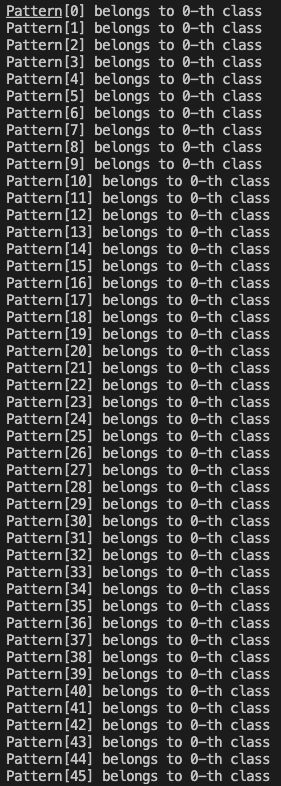 Pattern[0] belongs to 0-th class
Pattern[1] belongs to 0-th class
Pattern[2] belongs to 0-th class
Pattern[3] belongs to 0-th class
Pattern[4] belongs to 0-th class
Pattern[5] belongs to 0-th class
Pattern[6] belongs to 0-th class
Pattern[7] belongs to 0-th class
Pattern[8] belongs to 0-th class
Pattern[9] belongs to 0-th class
Pattern[10] belongs to 0-th class
Pattern[11] belongs to 0-th class
Pattern[12] belongs to 0-th class
Pattern[13] belongs to 0-th class
Pattern[14] belongs to 0-th class
Pattern[15] belongs to 0-th class
Pattern[16] belongs to 0-th class
Pattern[17] belongs to 0-th class
Pattern[18] belongs to 0-th class
Pattern[19] belongs to 0-th class
Pattern[20] belongs to 0-th class
Pattern[21] belongs to 0-th class
Pattern[22] belongs to 0-th class
Pattern[23] belongs to 0-th class
Pattern[24] belongs to 0-th class
Pattern[25] belongs to 0-th class
Pattern[26] belongs to 0-th class
Pattern[27] belongs to 0-th class
Pattern[28] belongs to 0-th class
Pattern[29] belongs to 0-th class
Pattern[30] belongs to 0-th class
Pattern[31] belongs to 0-th class
Pattern[32] belongs to 0-th class
Pattern[33] belongs to 0-th class
Pattern[34] belongs to 0-th class
Pattern[35] belongs to 0-th class
Pattern[36] belongs to 0-th class
Pattern[37] belongs to 0-th class
Pattern[38] belongs to 0-th class
Pattern[39] belongs to 0-th class
Pattern[40] belongs to 0-th class
Pattern[41] belongs to 0-th class
Pattern[42] belongs to 0-th class
Pattern[43] belongs to 0-th class
Pattern[44] belongs to 0-th class
Pattern[45] belongs to 0-th class